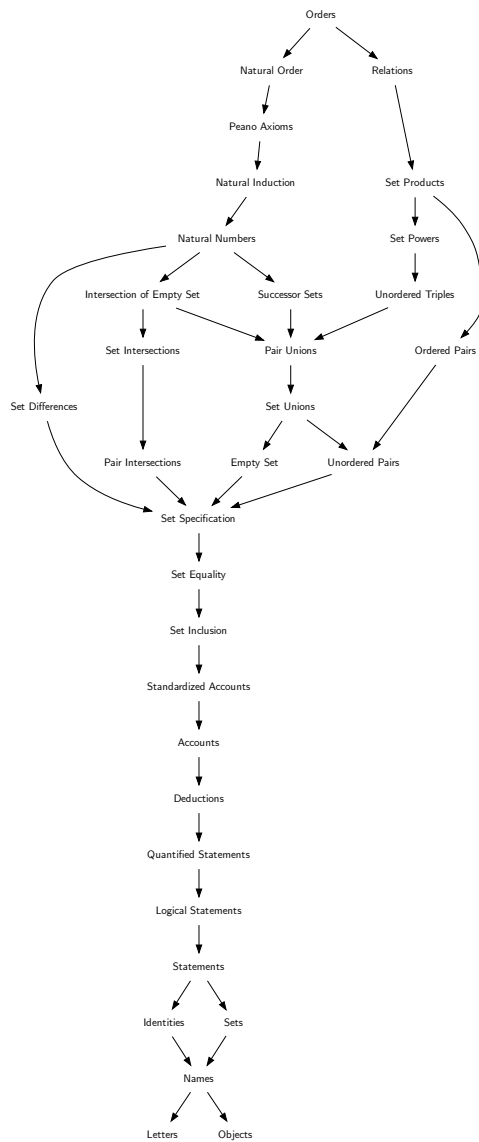 Orders
Natural Order
Relations
Peano Axioms
Natural Induction
Set Products
Natural Numbers
Set Powers
Intersection of Empty Set
Successor Sets
Unordered Triples
Set Intersections
Pair Unions
Ordered Pairs
Set Differences
Set Unions
Pair Intersections
Empty Set
Unordered Pairs
Set Specification
Set Equality
Set Inclusion
Standardized Accounts
Accounts
Deductions
Quantified Statements
Logical Statements
Statements
Identities
Sets
Names
Letters
Objects